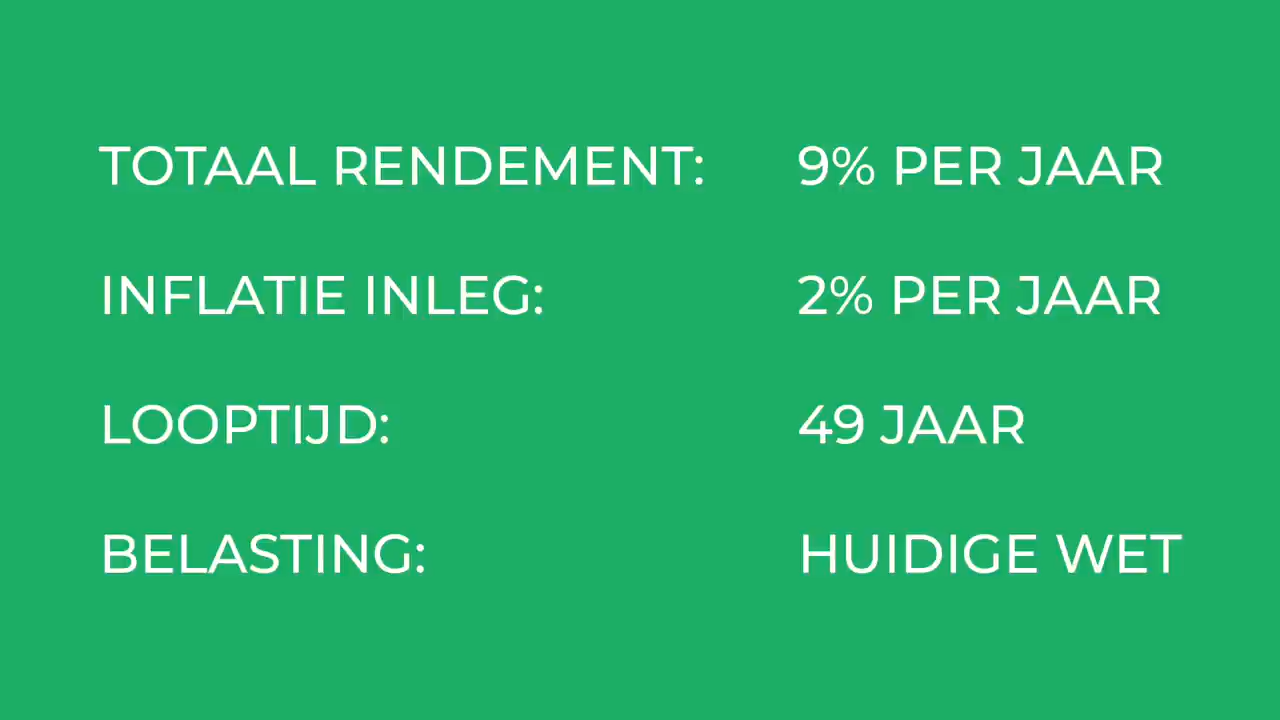 TOTAAL RENDEMENT: 9% PER JAAR
INFLATIE INLEG: 2% PER JAAR
LOOPTIJD: 49 JAAR
BELASTING: HUIDIGE WET